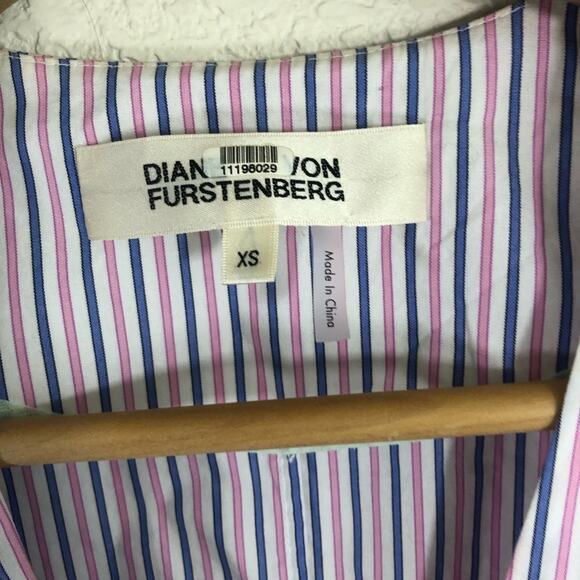 DIAN VON
11198029
FURSTENBERG
XS
Made In China